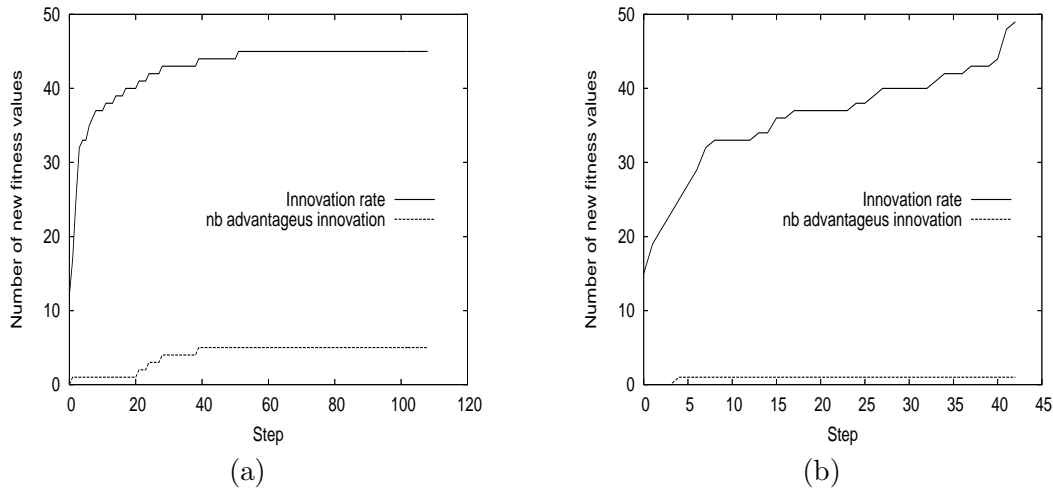 50
40
30
20
10
0
Number of new fitness values
Innovation rate
nb advantageus innovation
0 20 40 60 80 100 120
Step
(a)
50
40
30
20
10
0
Number of new fitness values
Innovation rate
nb advantageus innovation
0 5 10 15 20 25 30 35 40 45
Step
(b)